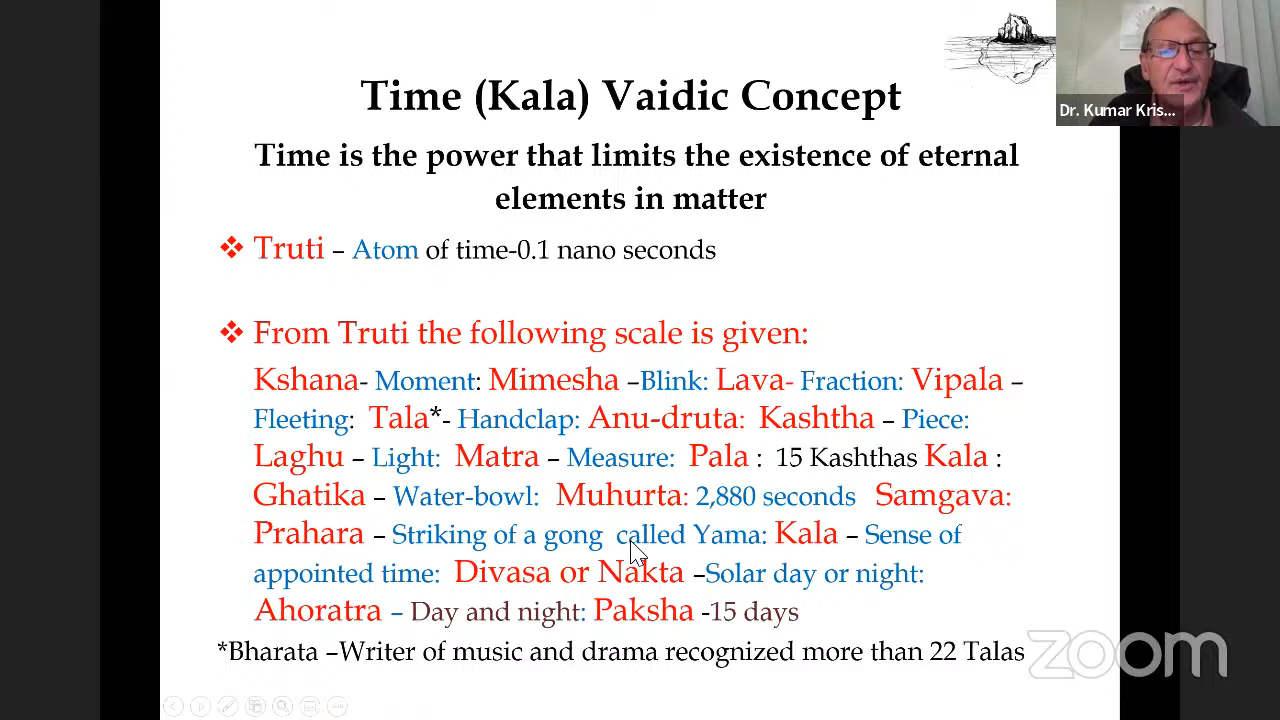 Time (Kala) Vaidic Concept
Dr. Kumar Kris...
Time is the power that limits the existence of eternal
elements in matter
❖ Truti – Atom of time-0.1 nano seconds
❖ From Truti the following scale is given:
Kshana- Moment: Mimesha –Blink: Lava- Fraction: Vipala –
Fleeting: Tala*- Handclap: Anu-druta: Kashtha – Piece:
Laghu – Light: Matra – Measure: Pala : 15 Kashthas Kala :
Ghatika – Water-bowl: Muhurta: 2,880 seconds Samgava:
Prahara – Striking of a gong called Yama: Kala – Sense of
appointed time: Divasa or Nakta –Solar day or night:
Ahoratra – Day and night: Paksha -15 days
*Bharata –Writer of music and drama recognized more than 22 Talas
zoom